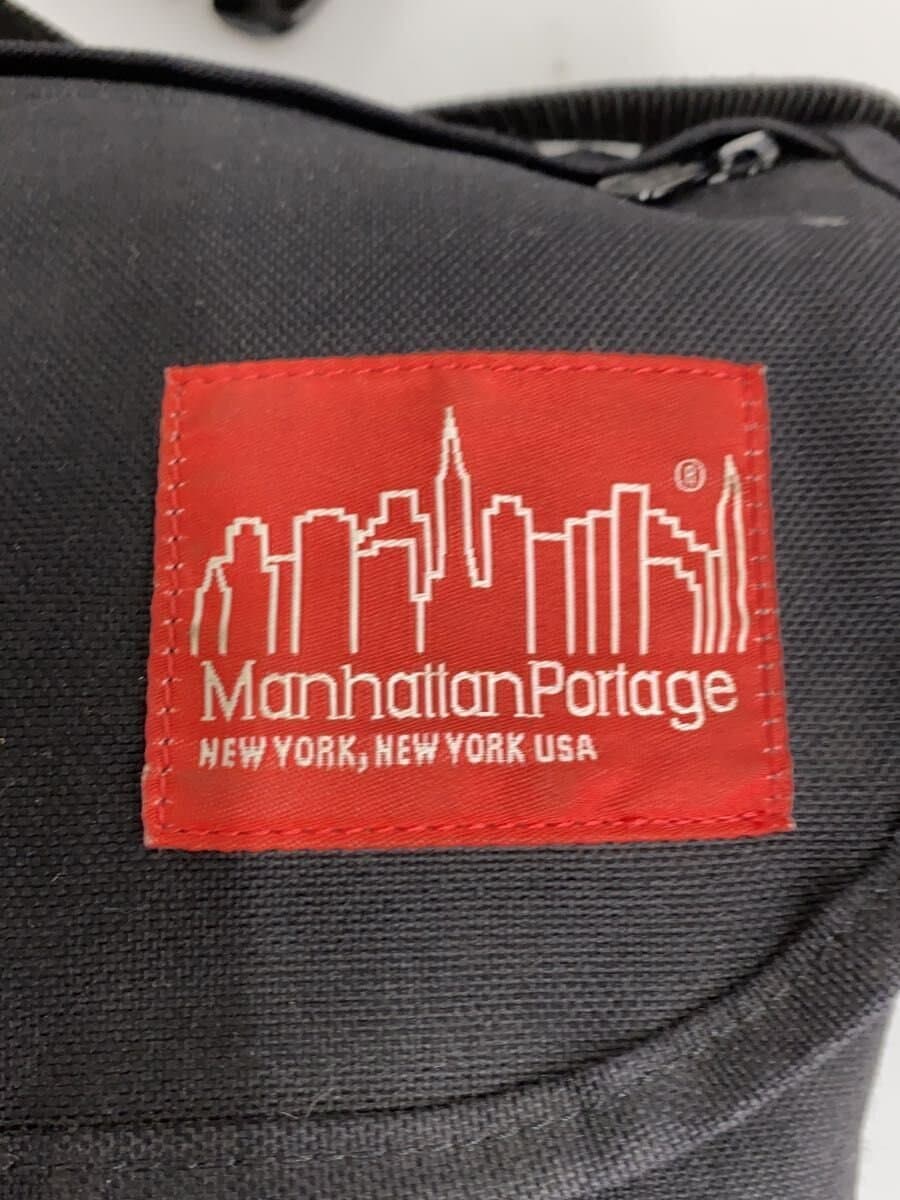 ®
ManhattanPortage
NEW YORK, NEW YORK USA